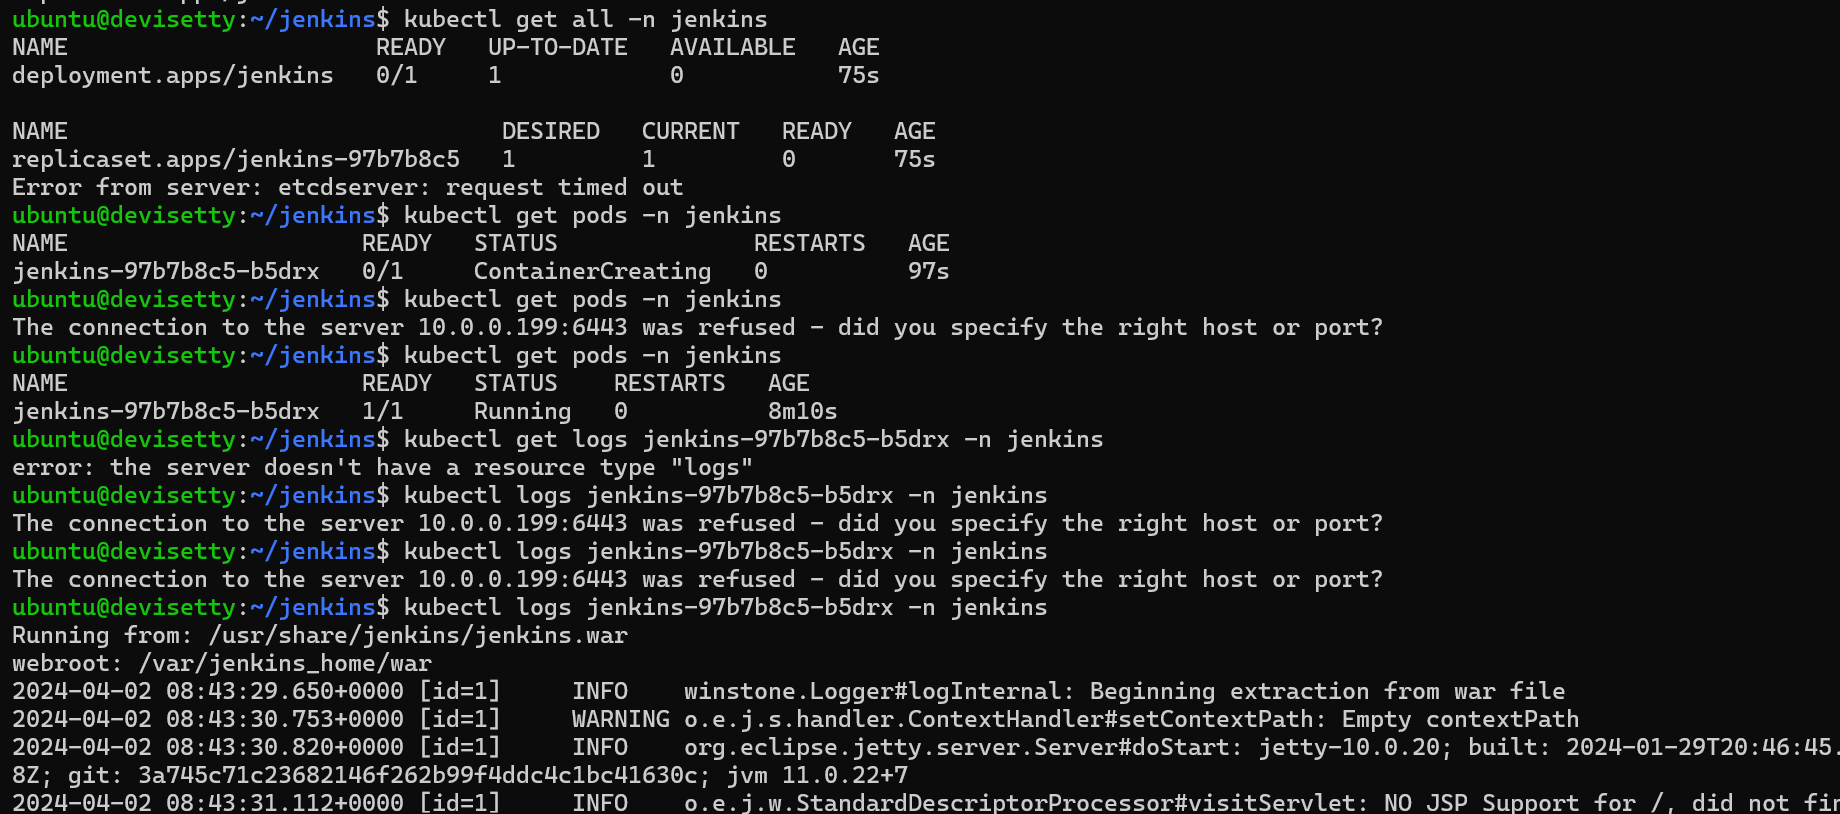 ubuntu@devisetty:~/jenkins$ kubectl get all -n jenkins
NAME                      READY   UP-TO-DATE   AVAILABLE   AGE
deployment.apps/jenkins   0/1     1            0           75s
NAME                               DESIRED   CURRENT   READY   AGE
replicaset.apps/jenkins-97b7b8c5   1         1         0       75s
Error from server: etcdserver: request timed out
ubuntu@devisetty:~/jenkins$ kubectl get pods -n jenkins
NAME                     READY   STATUS              RESTARTS   AGE
jenkins-97b7b8c5-b5drx   0/1     ContainerCreating   0          97s
ubuntu@devisetty:~/jenkins$ kubectl get pods -n jenkins
The connection to the server 10.0.0.199:6443 was refused - did you specify the right host or port?
ubuntu@devisetty:~/jenkins$ kubectl get pods -n jenkins
NAME                     READY   STATUS    RESTARTS   AGE
jenkins-97b7b8c5-b5drx   1/1     Running   0          8m10s
ubuntu@devisetty:~/jenkins$ kubectl get logs jenkins-97b7b8c5-b5drx -n jenkins
error: the server doesn't have a resource type "logs"
ubuntu@devisetty:~/jenkins$ kubectl logs jenkins-97b7b8c5-b5drx -n jenkins
The connection to the server 10.0.0.199:6443 was refused - did you specify the right host or port?
ubuntu@devisetty:~/jenkins$ kubectl logs jenkins-97b7b8c5-b5drx -n jenkins
The connection to the server 10.0.0.199:6443 was refused - did you specify the right host or port?
ubuntu@devisetty:~/jenkins$ kubectl logs jenkins-97b7b8c5-b5drx -n jenkins
Running from: /usr/share/jenkins/jenkins.war
webroot: /var/jenkins_home/war
2024-04-02 08:43:29.650+0000 [id=1]     INFO    winstone.Logger#logInternal: Beginning extraction from war file
2024-04-02 08:43:30.753+0000 [id=1]     WARNING o.e.j.s.handler.ContextHandler#setContextPath: Empty contextPath
2024-04-02 08:43:30.820+0000 [id=1]     INFO    org.eclipse.jetty.server.Server#doStart: jetty-10.0.20; built: 2024-01-29T20:46:45.
8Z; git: 3a745c71c23682146f262b99f4ddc4c1bc41630c; jvm 11.0.22+7
2024-04-02 08:43:31.112+0000 [id=1]     INFO    o.e.j.w.StandardDescriptorProcessor#visitServlet: NO JSP Support for /, did not